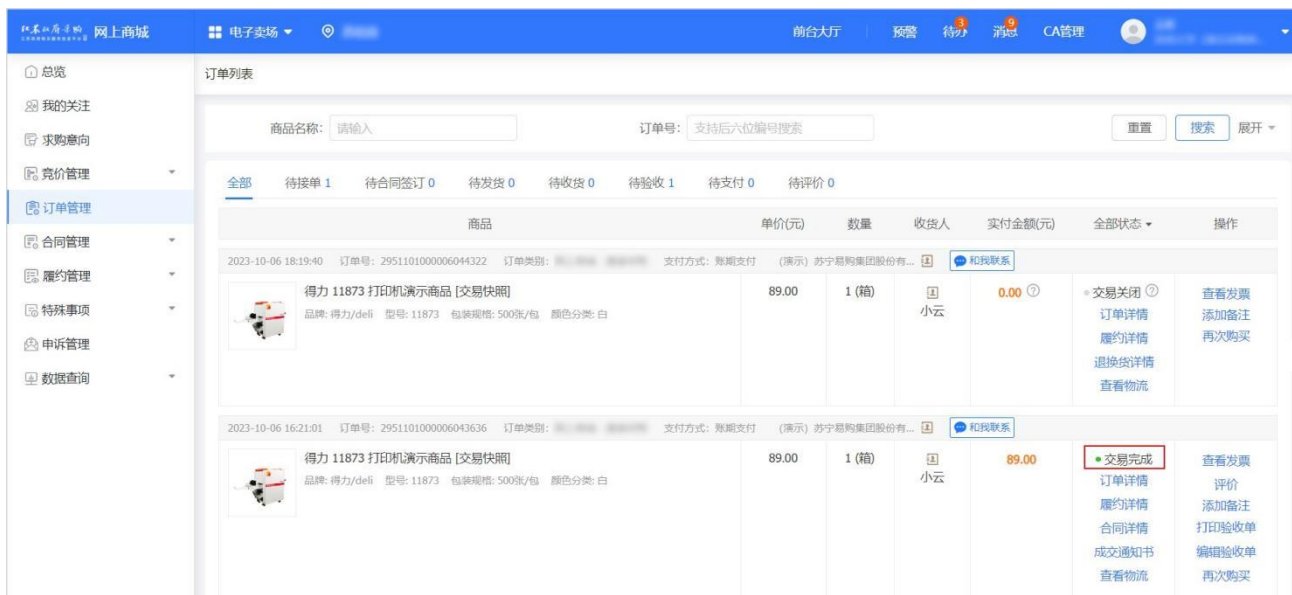 江苏政府采购 网上商城 电子卖场 前台大厅 预警 待办 3 消息 9 CA管理
总览
我的关注
求购意向
竞价管理
订单管理
合同管理
履约管理
特殊事项
申诉管理
数据查询
订单列表
商品名称: 请输入 订单号: 支持后六位编号搜索 重置 搜索 展开
全部 待接单 1 待合同签订 0 待发货 0 待收货 0 待验收 1 待支付 0 待评价 0
商品 单价(元) 数量 收货人 实付金额(元) 全部状态 操作
2023-10-06 18:19:40 订单号: 2951101000006044322 订单类别: 支付方式: 账期支付 (演示) 苏宁易购集团股份有... 和我联系
得力 11873 打印机演示商品 [交易快照] 89.00 1 (箱) 小云 0.00 交易关闭 查看发票
品牌: 得力/deli 型号: 11873 包装规格: 500张/包 颜色分类: 白 订单详情 添加备注
履约详情 再次购买
退换货详情
查看物流
2023-10-06 16:21:01 订单号: 2951101000006043636 订单类别: 支付方式: 账期支付 (演示) 苏宁易购集团股份有... 和我联系
得力 11873 打印机演示商品 [交易快照] 89.00 1 (箱) 小云 89.00 交易完成 查看发票
品牌: 得力/deli 型号: 11873 包装规格: 500张/包 颜色分类: 白 订单详情 评价
履约详情 添加备注
合同详情 打印验收单
成交通知书 编辑验收单
查看物流 再次购买